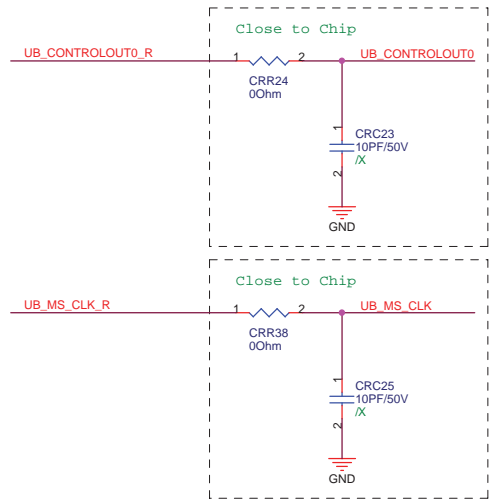 Close to Chip
UB_CONTROLOUT0_R
1
2
UB_CONTROLOUT0
CRR24
0Ohm
1
CRC23
10PF/50V
/X
2
GND
Close to Chip
UB_MS_CLK_R
1
2
UB_MS_CLK
CRR38
0Ohm
1
CRC25
10PF/50V
/X
2
GND